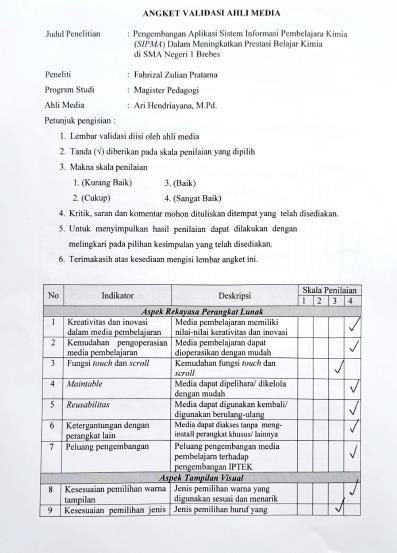 ANGKET VALIDASI AHLI MEDIA
Judul Penelitian : Pengembangan Aplikasi Sistem Informasi Pembelajara Kimia
(SIPMA) Dalam Meningkatkan Prestasi Belajar Kimia
di SMA Negeri 1 Brebes
Peneliti : Fahrizal Zulian Pratama
Progrsm Studi : Magister Pedagogi
Ahli Media : Ari Hendriayana, M.Pd.
Petunjuk pengisian :
1. Lembar validasi diisi oleh ahli media
2. Tanda (√) diberikan pada skala penilaian yang dipilih
3. Makna skala penilaian
1. (Kurang Baik) 3. (Baik)
2. (Cukup) 4. (Sangat Baik)
4. Kritik, saran dan komentar mohon dituliskan ditempat yang telah disediakan.
5. Untuk menyimpulkan hasil penilaian dapat dilakukan dengan
melingkari pada pilihan kesimpulan yang telah disediakan.
6. Terimakasih atas kesediaan mengisi lembar angket ini.
No Indikator Deskripsi Skala Penilaian
1 2 3 4
Aspek Rekayasa Perangkat Lunak
1 Kreativitas dan inovasi Media pembelajaran memiliki
dalam media pembelajaran nilai-nilai kerativitas dan inovasi √
2 Kemudahan pengoperasian Media pembelajaran dapat
media pembelajaran dioperasikan dengan mudah √
3 Fungsi touch dan scroll Kemudahan fungsi touch dan
scroll √
4 Maintable Media dapat dipelihara/ dikelola
dengan mudah √
5 Reusabilitas Media dapat digunakan kembali/
digunakan berulang-ulang √
6 Ketergantungan dengan Media dapat diakses tanpa meng-
perangkat lain install perangkat khusus/ lainnya √
7 Peluang pengembangan Peluang pengembangan media
pembelajarn terhadap
pengembangan IPTEK √
Aspek Tampilan Visual
8 Kesesuaian pemilihan warna Jenis pemilihan warna yang
tampilan digunakan sesuai dan menarik √
9 Kesesuaian pemilihan jenis Jenis pemilihan huruf yang √